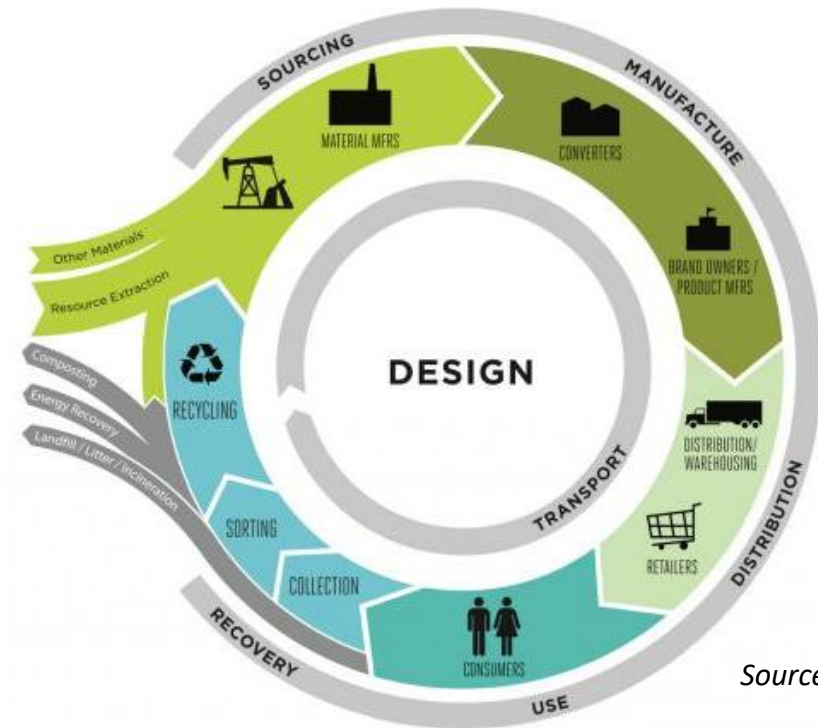 SOURCING
MANUFACTURE
MATERIAL MFRS
CONVERTERS
BRAND OWNERS /
PRODUCT MFRS
Other Materials
Resource Extraction
Composting
Energy Recovery
Landfill / Litter / Incineration
RECYCLING
DESIGN
DISTRIBUTION/
WAREHOUSING
TRANSPORT
DISTRIBUTION
SORTING
RETAILERS
COLLECTION
CONSUMERS
RECOVERY
USE
Source